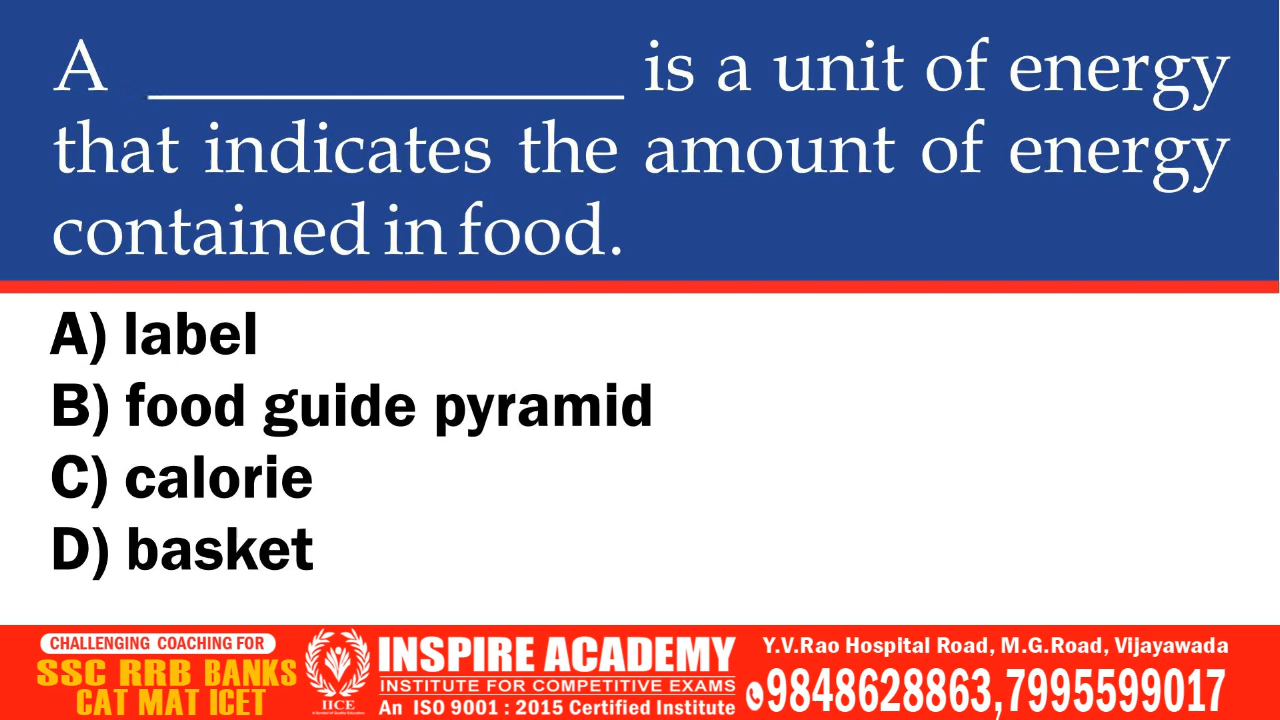 A ______________ is a unit of energy
that indicates the amount of energy
contained in food.
A) label
B) food guide pyramid
C) calorie
D) basket
CHALLENGING COACHING FOR
SSC RRB BANKS
CAT MAT ICET
IICE
INSPIRE ACADEMY
INSTITUTE FOR COMPETITIVE EXAMS
An ISO 9001 : 2015 Certified Institute
Y.V.Rao Hospital Road, M.G.Road, Vijayawada
9848628863,7995599017